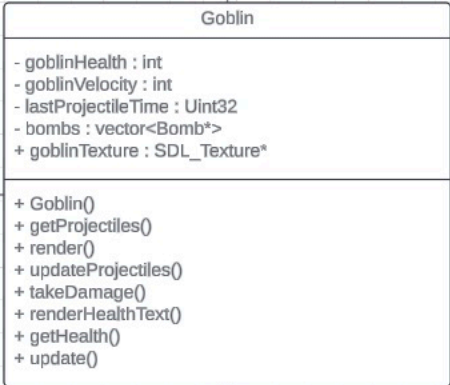 Goblin
- goblinHealth : int
- goblinVelocity : int
- lastProjectileTime : Uint32
- bombs : vector<Bomb*>
+ goblinTexture : SDL_Texture*
+ Goblin()
+ getProjectiles()
+ render()
+ updateProjectiles()
+ takeDamage()
+ renderHealthText()
+ getHealth()
+ update()